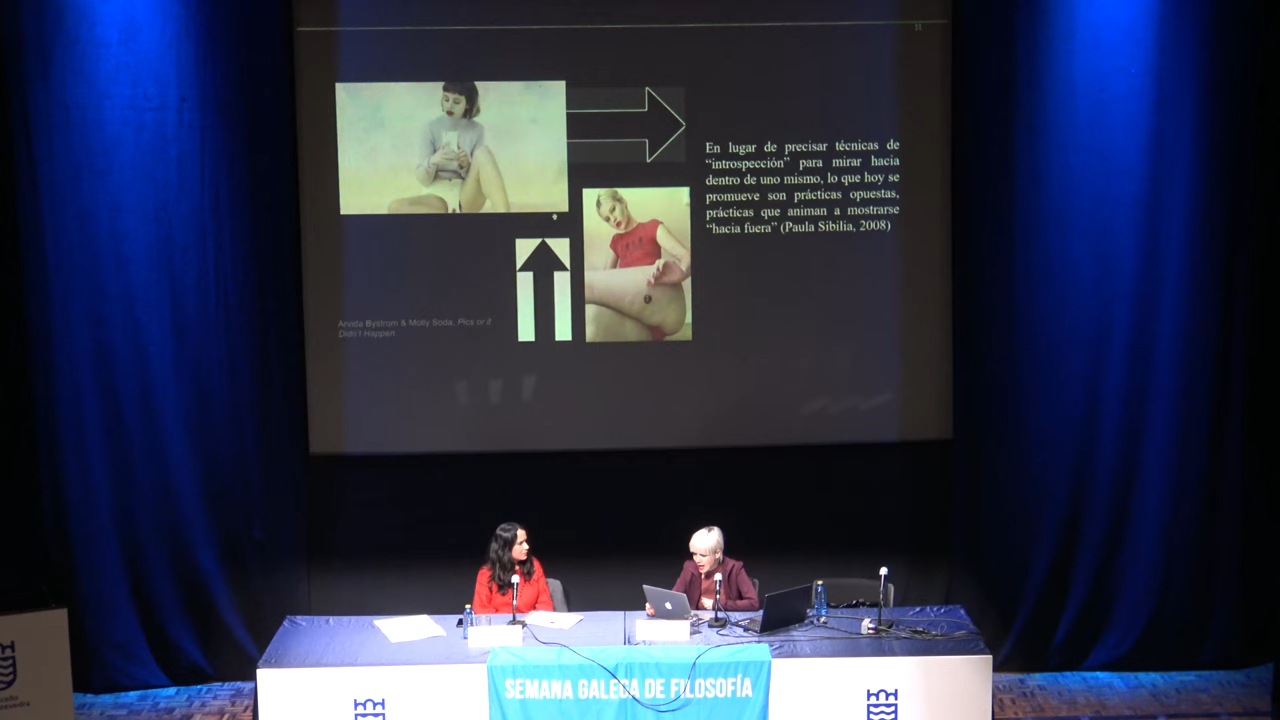 11
En lugar de precisar técnicas de
“introspección” para mirar hacia
dentro de uno mismo, lo que hoy se
promueve son prácticas opuestas,
prácticas que animan a mostrarse
“hacia fuera” (Paula Sibilia, 2008)
Arvida Bystrom & Molly Soda, Pics or it
Didn't Happen
SEMANA GALEGA DE FILOSOFÍA